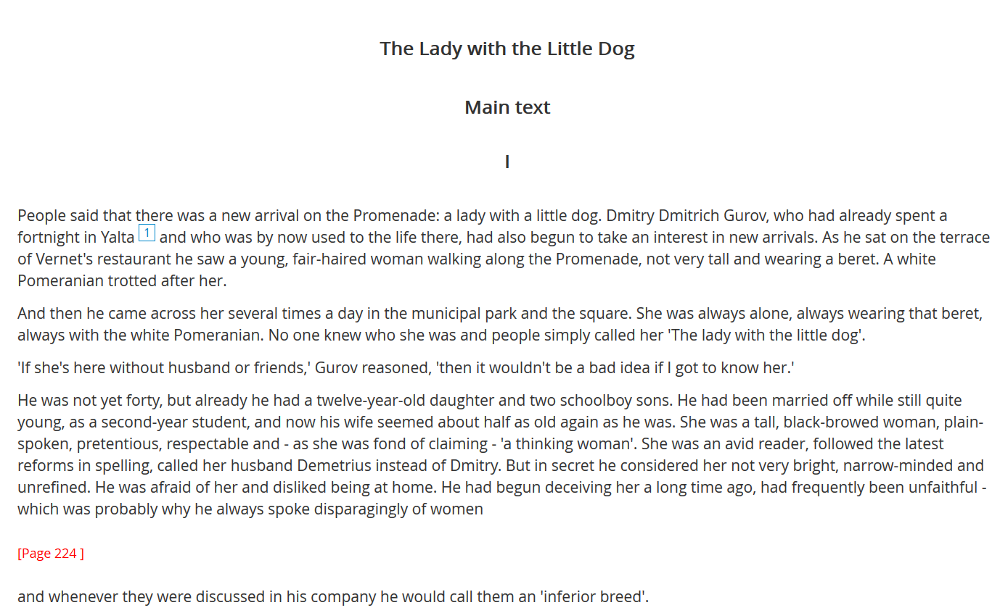 The Lady with the Little Dog
Main text
I
People said that there was a new arrival on the Promenade: a lady with a little dog. Dmitry Dmitrich Gurov, who had already spent a
fortnight in Yalta 1 and who was by now used to the life there, had also begun to take an interest in new arrivals. As he sat on the terrace
of Vernet's restaurant he saw a young, fair-haired woman walking along the Promenade, not very tall and wearing a beret. A white
Pomeranian trotted after her.
And then he came across her several times a day in the municipal park and the square. She was always alone, always wearing that beret,
always with the white Pomeranian. No one knew who she was and people simply called her 'The lady with the little dog'.
'If she's here without husband or friends,' Gurov reasoned, 'then it wouldn't be a bad idea if I got to know her.'
He was not yet forty, but already he had a twelve-year-old daughter and two schoolboy sons. He had been married off while still quite
young, as a second-year student, and now his wife seemed about half as old again as he was. She was a tall, black-browed woman, plain-
spoken, pretentious, respectable and - as she was fond of claiming - 'a thinking woman'. She was an avid reader, followed the latest
reforms in spelling, called her husband Demetrius instead of Dmitry. But in secret he considered her not very bright, narrow-minded and
unrefined. He was afraid of her and disliked being at home. He had begun deceiving her a long time ago, had frequently been unfaithful -
which was probably why he always spoke disparagingly of women
[Page 224 ]
and whenever they were discussed in his company he would call them an 'inferior breed'.